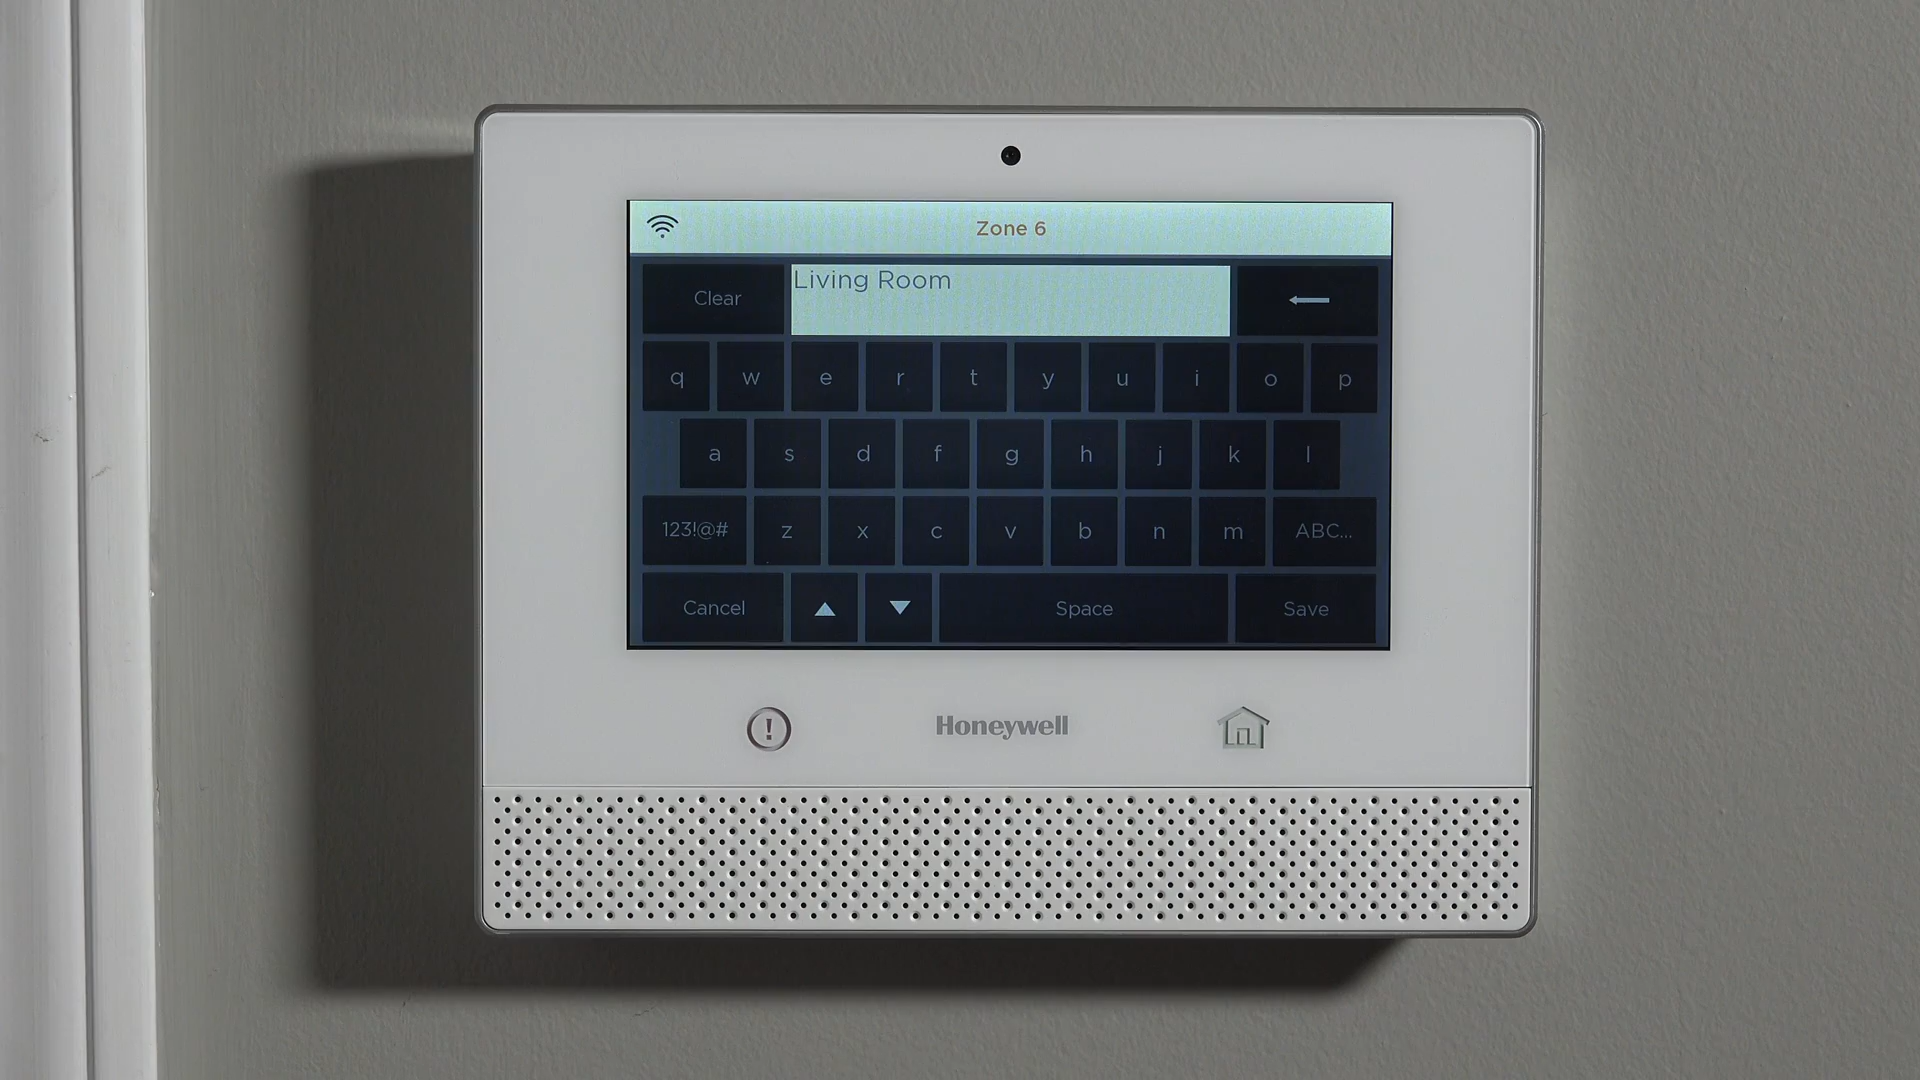 Zone 6
Clear Living Room
q w e r t y u i o p
a s d f g h j k l
123!@# z x c v b n m ABC...
Cancel Space Save
Honeywell